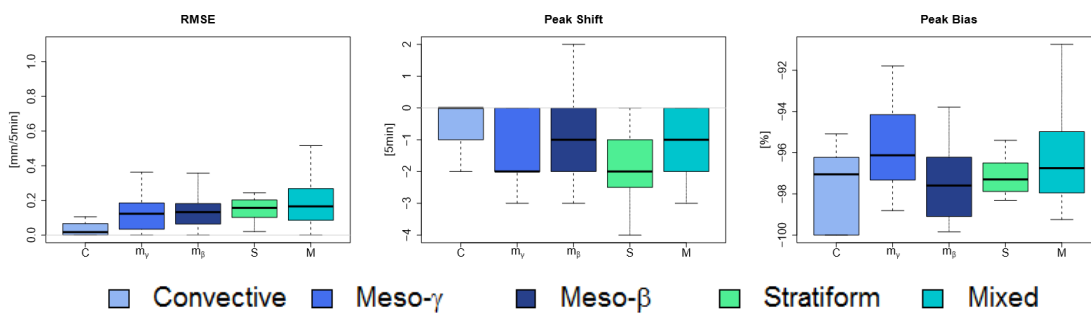 RMSE
[mm/5min]
1.0
0.8
0.6
0.4
0.2
0.0
C mγ mβ S M
Peak Shift
[5min]
2
1
0
-1
-2
-3
-4
C mγ mβ S M
Peak Bias
[%]
-92
-94
-96
-98
-100
C mγ mβ S M
Convective Meso-γ Meso-β Stratiform Mixed